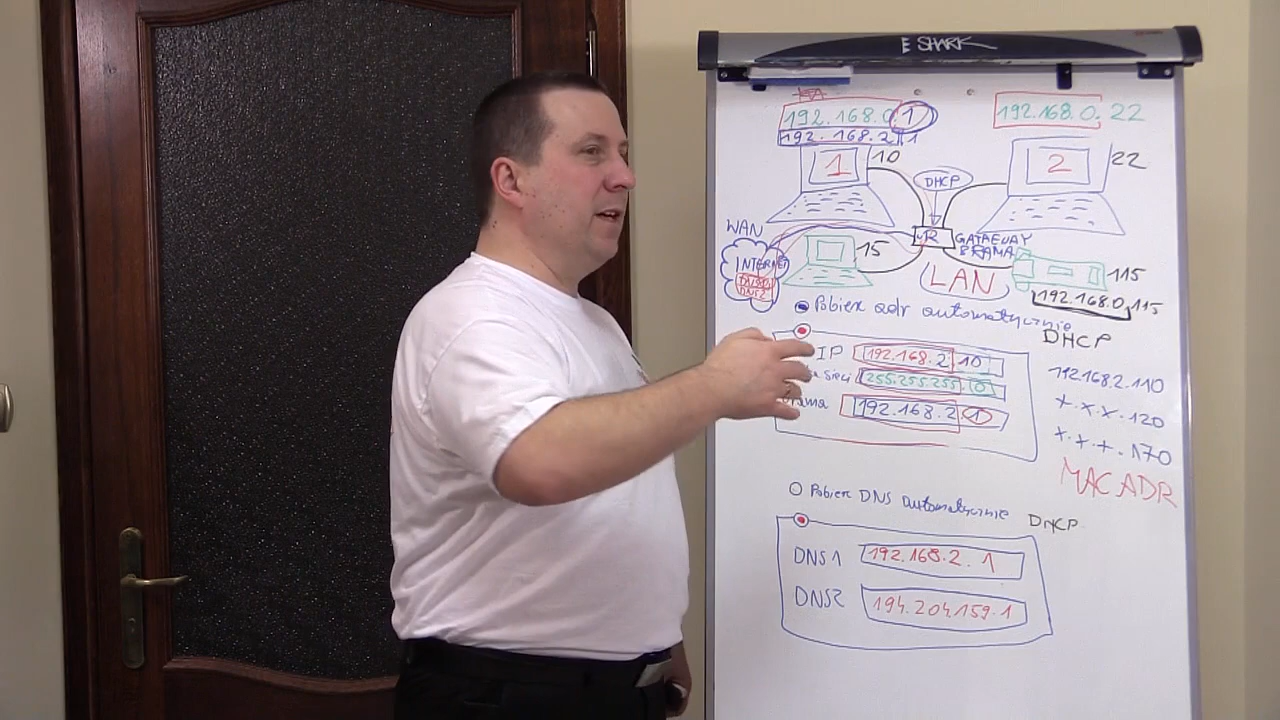 E SHARK
192.168.0.1
192.168.2.1
192.168.0.22
1
10
DHCP
2
22
WAN
R
GATAEWAY
BRAMA
INTERNET
DNS2
15
LAN
115
192.168.0.115
Pobierz adr automatycznie
DHCP
IP 192.168.2.10
sieci 255.255.255.0
192.168.2.1
192.168.2.110
x.x.x.120
x.x.x.170
MAC ADR
Pobierz DNS automatycznie DHCP
DNS1 192.168.2.1
DNS2 194.204.159.1